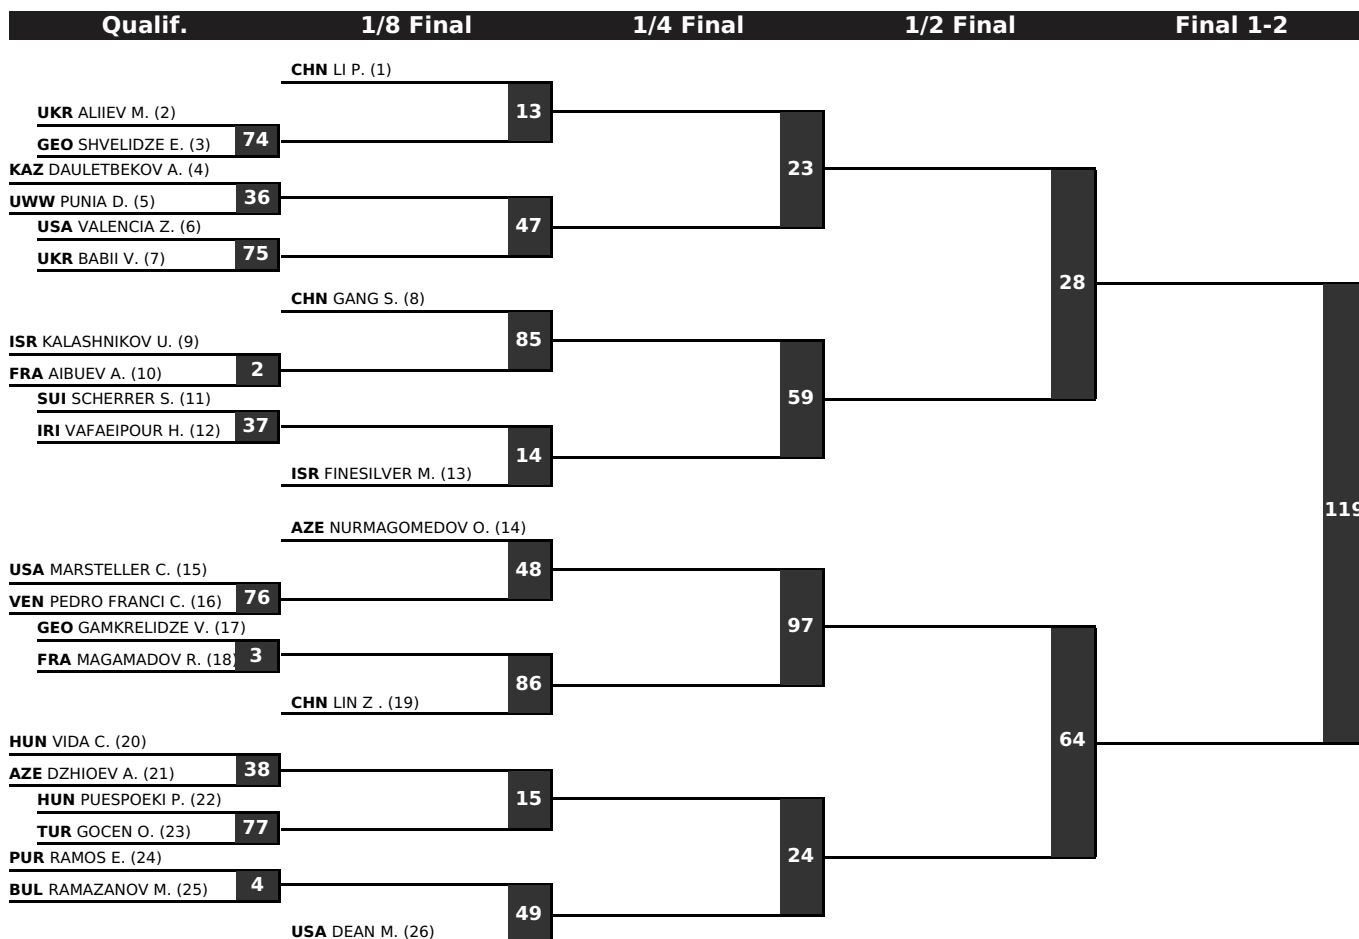 Qualif. 1/8 Final 1/4 Final 1/2 Final Final 1-2
CHN LI P. (1)
13
UKR ALIIEV M. (2)
74
GEO SHVELIDZE E. (3)
KAZ DAULETBEKOV A. (4)
23
36
UWW PUNIA D. (5)
USA VALENCIA Z. (6)
47
75
UKR BABII V. (7)
28
CHN GANG S. (8)
85
ISR KALASHNIKOV U. (9)
2
FRA AIBUEV A. (10)
SUI SCHERRER S. (11)
59
37
IRI VAFAEIPOUR H. (12)
14
ISR FINESILVER M. (13)
119
AZE NURMAGOMEDOV O. (14)
48
USA MARSTELLER C. (15)
76
VEN PEDRO FRANCI C. (16)
GEO GAMKRELIDZE V. (17)
97
3
FRA MAGAMADOV R. (18)
86
CHN LIN Z . (19)
64
HUN VIDA C. (20)
38
AZE DZHIOEV A. (21)
HUN PUESPOEKI P. (22)
15
77
TUR GOCEN O. (23)
PUR RAMOS E. (24)
24
4
BUL RAMAZANOV M. (25)
49
USA DEAN M. (26)